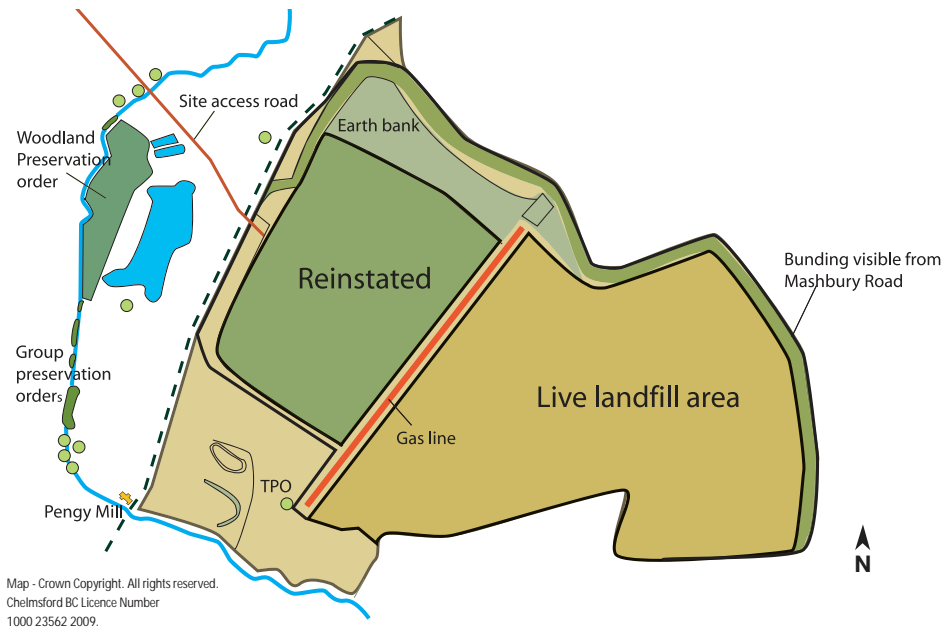 Site access road
Earth bank
Woodland
Preservation
order
Reinstated
Bunding visible from
Mashbury Road
Group
preservation
orders
Live landfill area
Gas line
TPO
Pengy Mill
N
Map - Crown Copyright. All rights reserved.
Chelmsford BC Licence Number
1000 23562 2009.